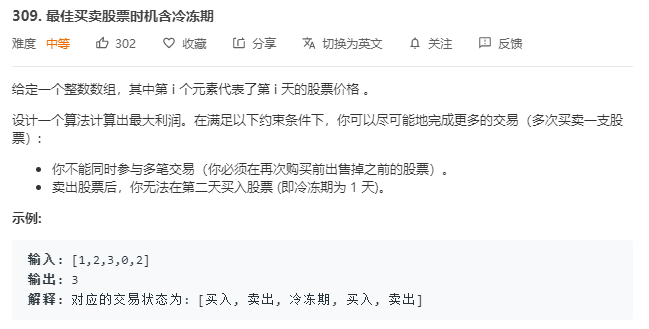 309. 最佳买卖股票时机含冷冻期
难度 中等 302 收藏 分享 切换为英文 关注 反馈
给定一个整数数组，其中第 i 个元素代表了第 i 天的股票价格 。
设计一个算法计算出最大利润。在满足以下约束条件下，你可以尽可能地完成更多的交易（多次买卖一支股
票）:
你不能同时参与多笔交易（你必须在再次购买前出售掉之前的股票）。
卖出股票后，你无法在第二天买入股票 (即冷冻期为 1 天)。
示例:
输入: [1,2,3,0,2]
输出: 3
解释: 对应的交易状态为: [买入, 卖出, 冷冻期, 买入, 卖出]